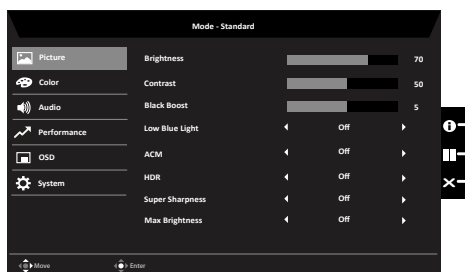 Mode - Standard
Picture
Color
Audio
Performance
OSD
System
Brightness 70
Contrast 50
Black Boost 5
Low Blue Light Off
ACM Off
HDR Off
Super Sharpness Off
Max Brightness Off
Move
Enter